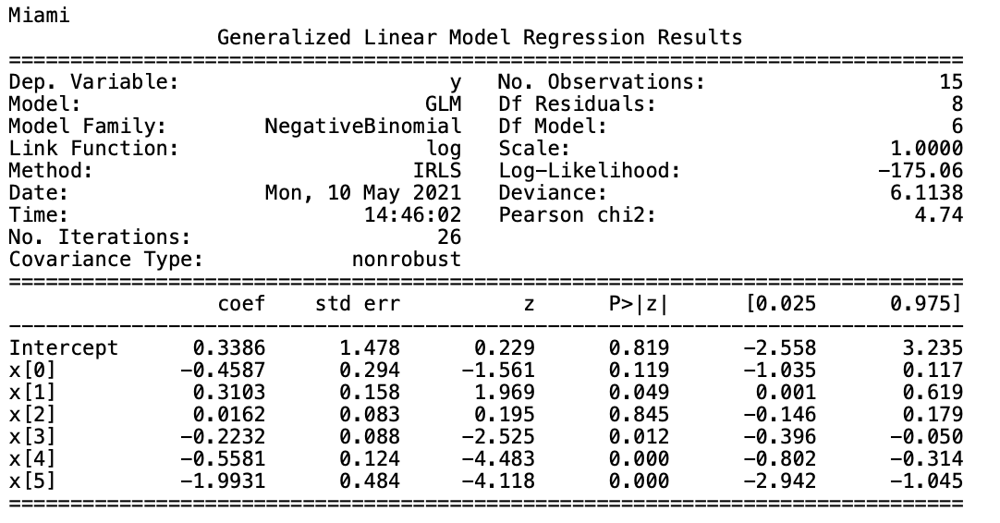 Miami
Generalized Linear Model Regression Results
==============================================================================
Dep. Variable:                      y   No. Observations:                   15
Model:                            GLM   Df Residuals:                        8
Model Family:        NegativeBinomial   Df Model:                            6
Link Function:                    log   Scale:                          1.0000
Method:                          IRLS   Log-Likelihood:                -175.06
Date:                Mon, 10 May 2021   Deviance:                       6.1138
Time:                        14:46:02   Pearson chi2:                     4.74
No. Iterations:                    26
Covariance Type:            nonrobust
==============================================================================
                 coef    std err          z      P>|z|      [0.025      0.975]
------------------------------------------------------------------------------
Intercept      0.3386      1.478      0.229      0.819      -2.558       3.235
x[0]          -0.4587      0.294     -1.561      0.119      -1.035       0.117
x[1]           0.3103      0.158      1.969      0.049       0.001       0.619
x[2]           0.0162      0.083      0.195      0.845      -0.146       0.179
x[3]          -0.2232      0.088     -2.525      0.012      -0.396      -0.050
x[4]          -0.5581      0.124     -4.483      0.000      -0.802      -0.314
x[5]          -1.9931      0.484     -4.118      0.000      -2.942      -1.045
==============================================================================